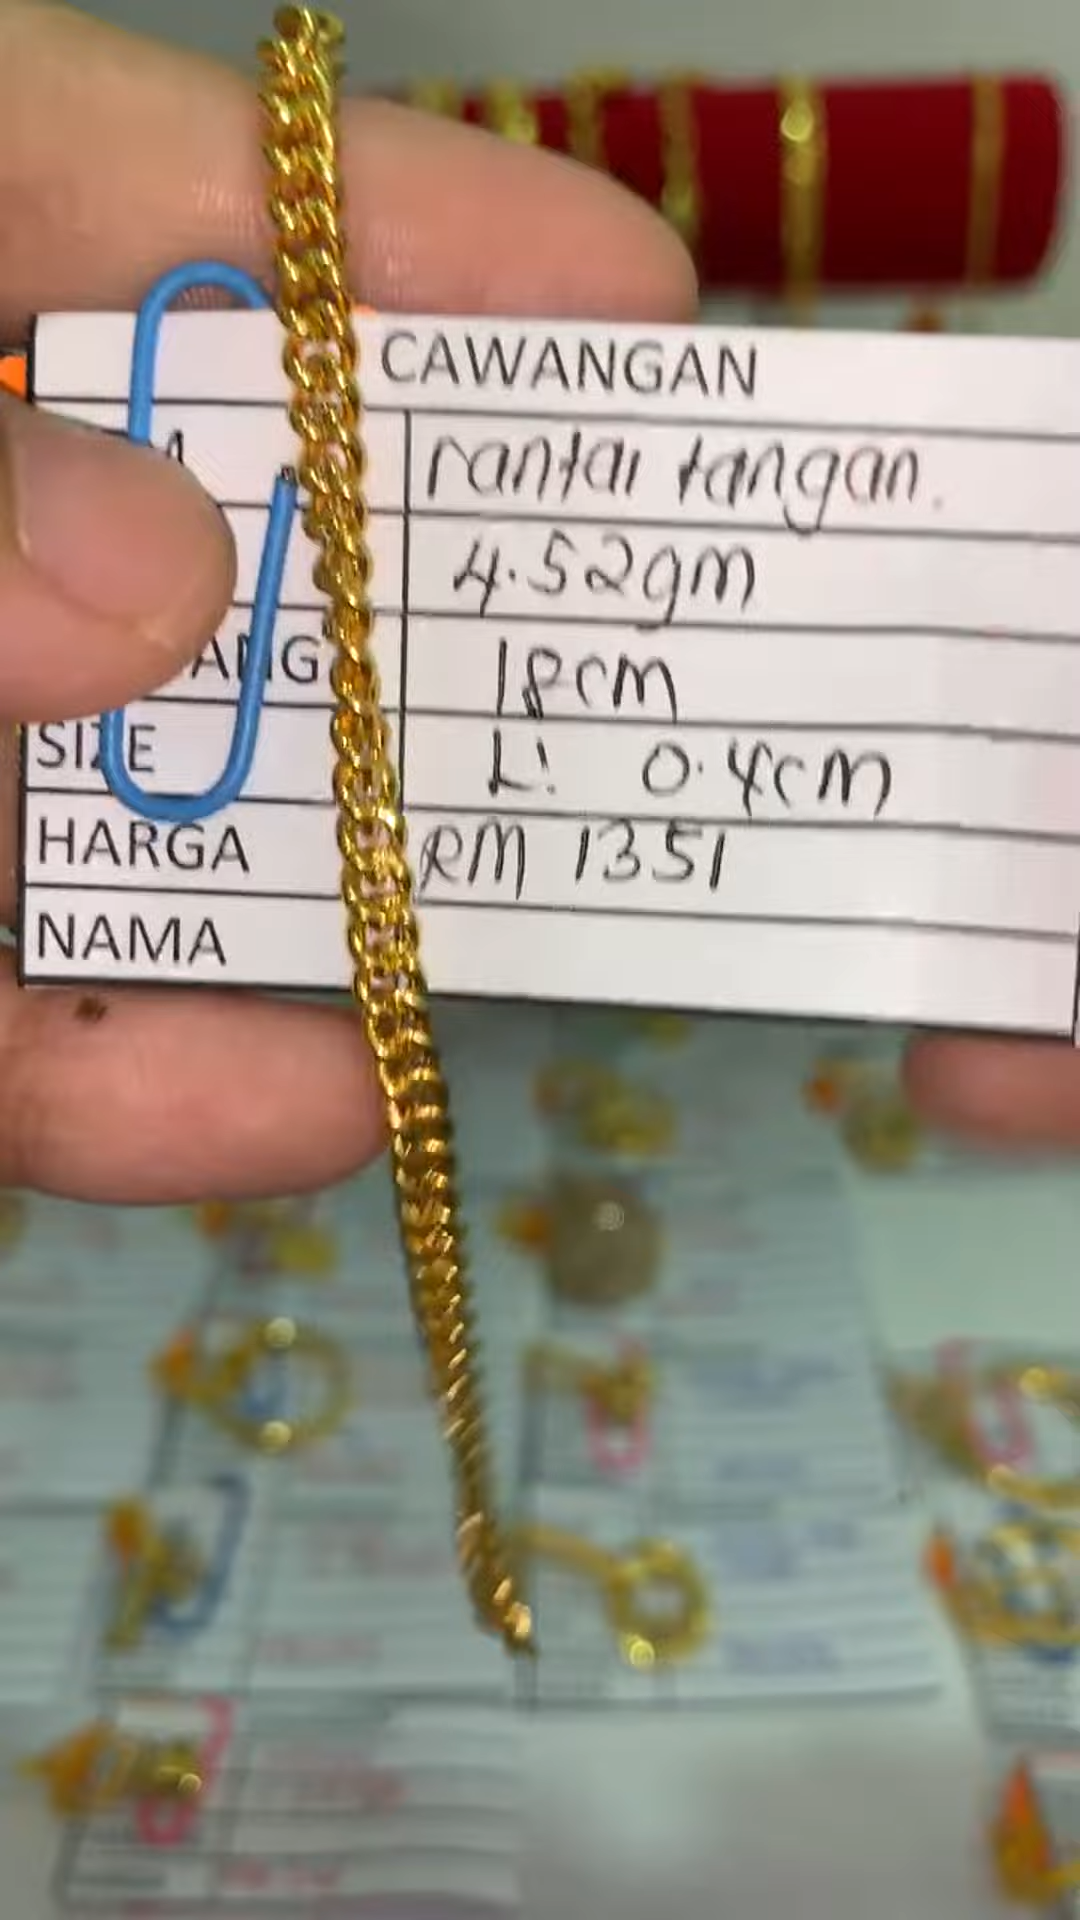 CAWANGAN
rantai tangan.
4.52gm
18cm
SIZE L: 0.4cm
HARGA RM 1351
NAMA